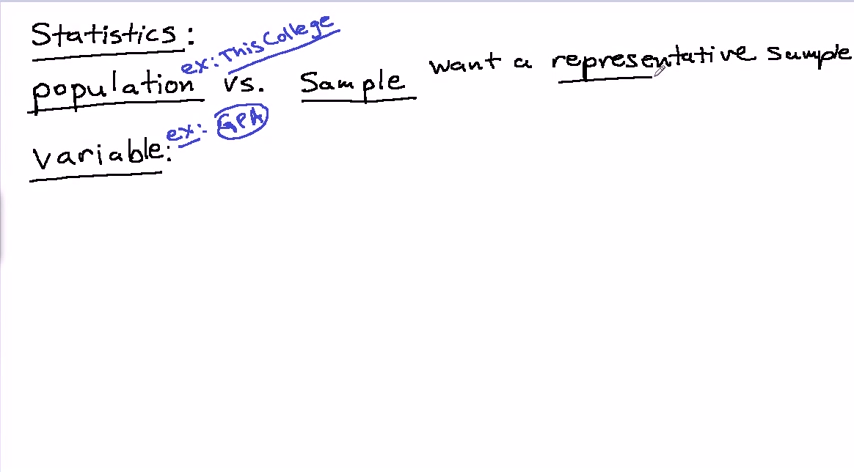 Statistics:
ex: This College
population vs. Sample want a representative sample
ex: GPA
variable: